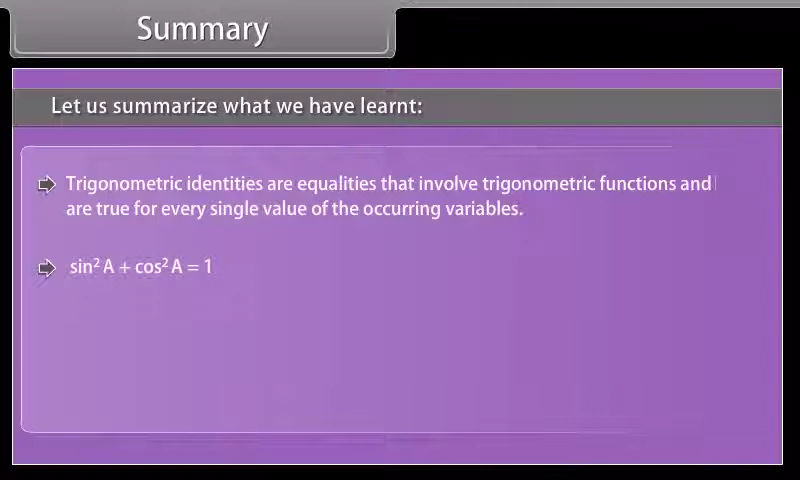 Summary
Let us summarize what we have learnt:
Trigonometric identities are equalities that involve trigonometric functions and
are true for every single value of the occurring variables.
sin² A + cos² A = 1